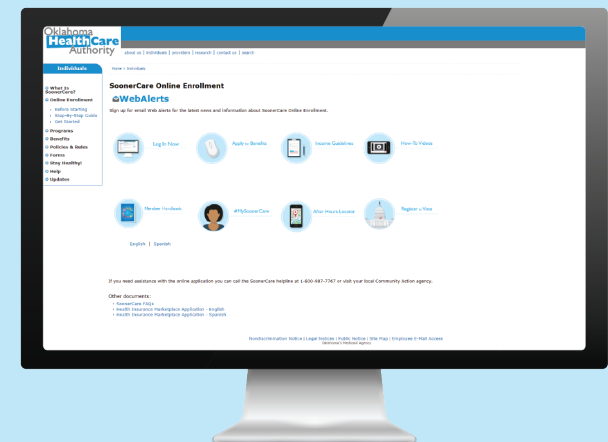 Oklahoma
HealthCare
Authority
about us | individuals | providers | research | contact us | search
Individuals
Home > Individuals
What Is
SoonerCare?
Online Enrollment
Before Starting
Step-By-Step Guide
Get Started
Programs
Benefits
Policies & Rules
Forms
Stay Healthy!
Help
Updates
SoonerCare Online Enrollment
WebAlerts
Sign up for email Web Alerts for the latest news and information about SoonerCare Online Enrollment.
Log In Now
Apply for Benefits
Income Guidelines
How-To Videos
Member Handbook
#MySoonerCare
After Hours Locator
Register to Vote
English | Spanish
If you need assistance with the online application you can call the SoonerCare helpline at 1-800-987-7767 or visit your local Community Action agency.
Other documents:
SoonerCare FAQs
Health Insurance Marketplace Application - English
Health Insurance Marketplace Application - Spanish
Nondiscrimination Notice | Legal Notices | Public Notice | Site Map | Employee E-Mail Access
Oklahoma's Medicaid Agency